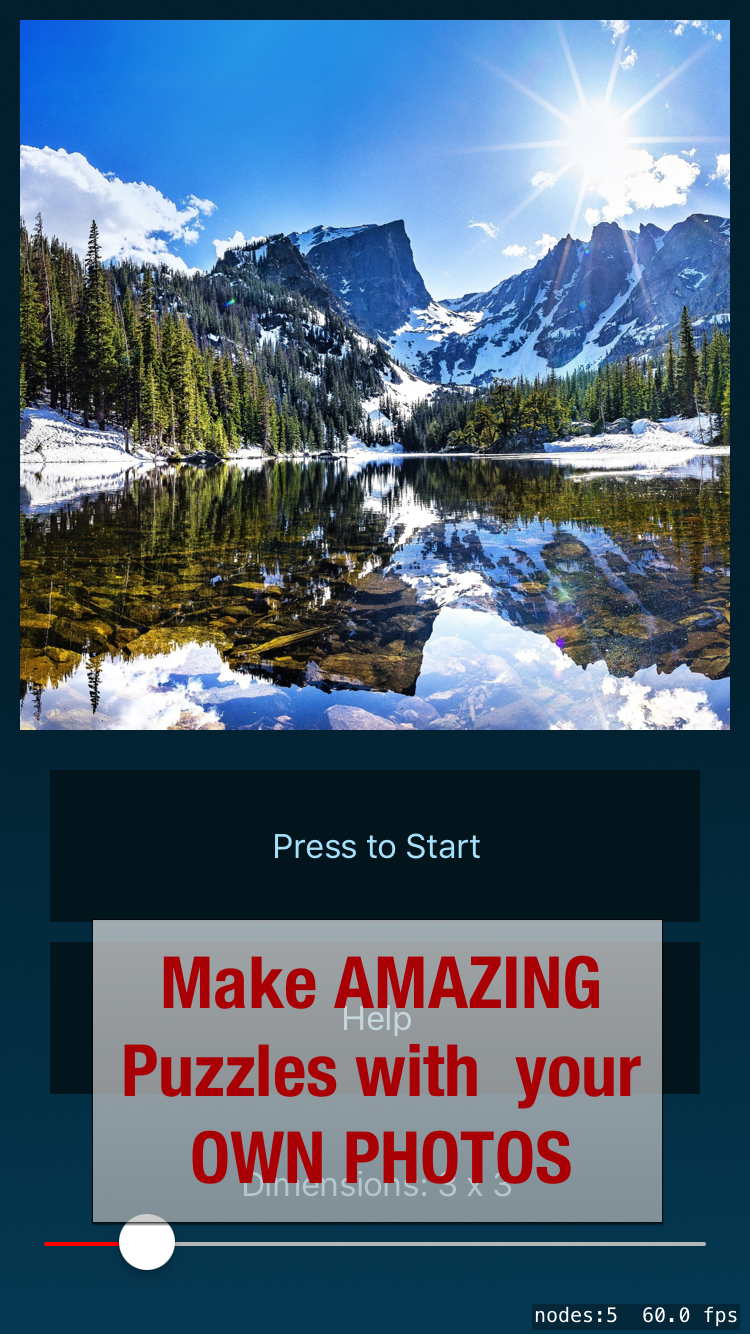 Press to Start
Make AMAZING
Help
Puzzles with your
OWN PHOTOS
Dimensions: 3 x 3
nodes:5 60.0 fps